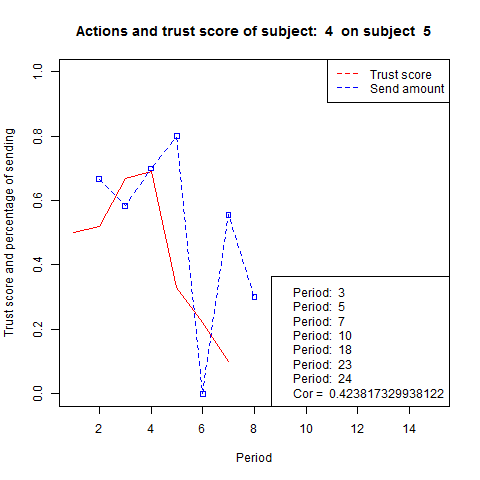 Actions and trust score of subject:  4  on subject  5
Trust score and percentage of sending
1.0
0.8
0.6
0.4
0.2
0.0
Trust score
Send amount
Period:  3
Period:  5
Period:  7
Period:  10
Period:  18
Period:  23
Period:  24
Cor =  0.423817329938122
2 4 6 8 10 12 14
Period